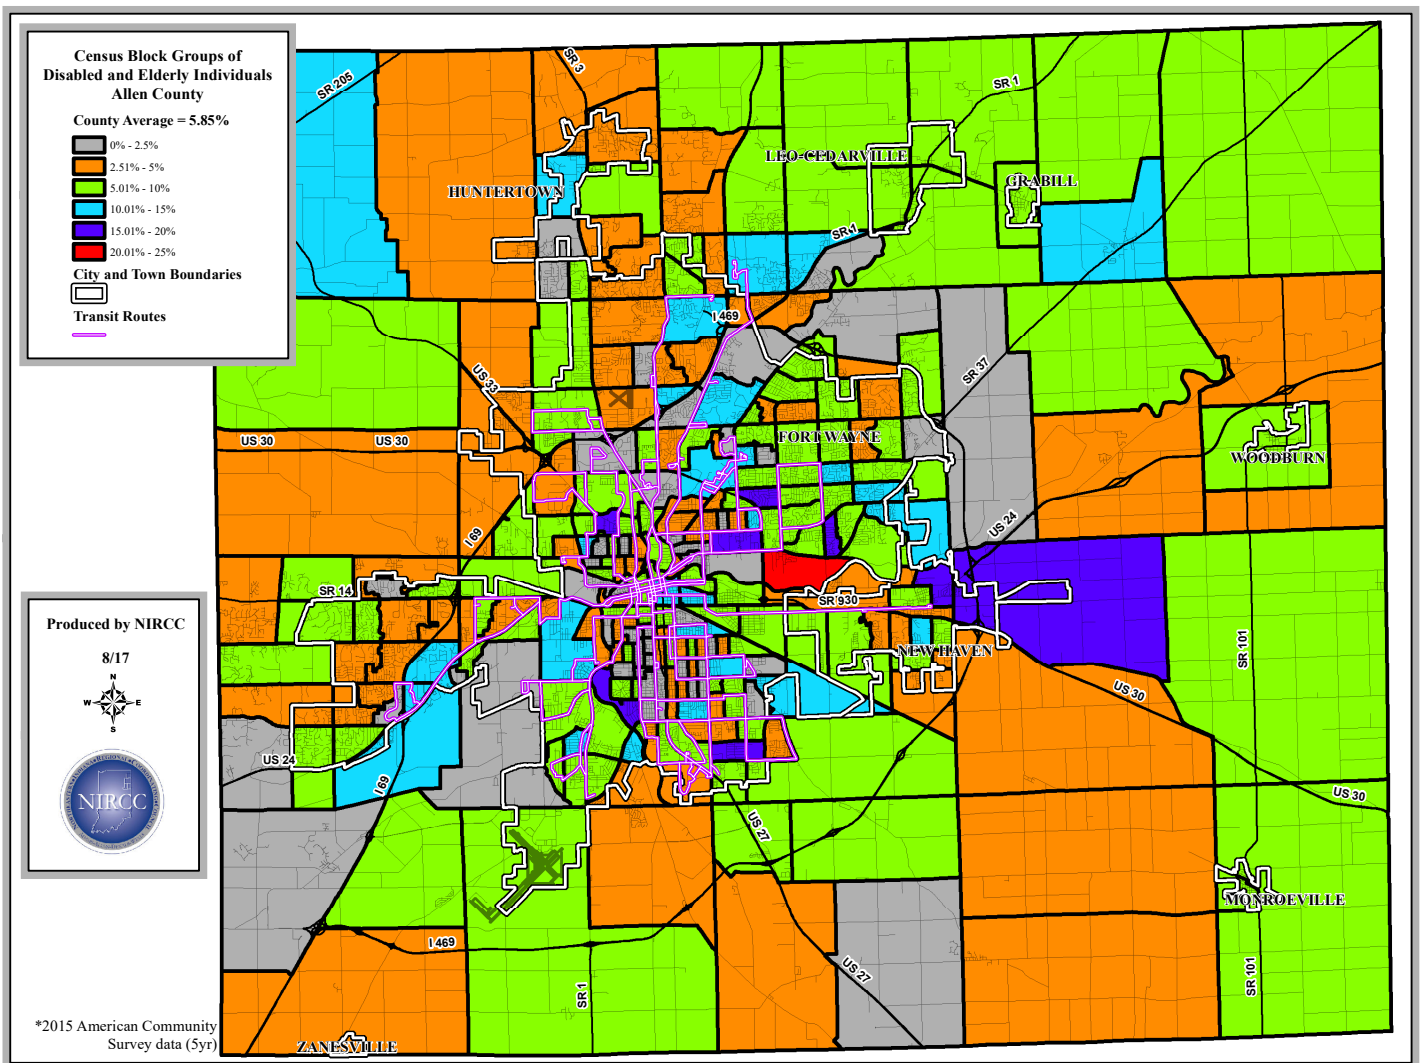 Census Block Groups of
Disabled and Elderly Individuals
Allen County
County Average = 5.85%
0% - 2.5%
2.51% - 5%
5.01% - 10%
10.01% - 15%
15.01% - 20%
20.01% - 25%
City and Town Boundaries
Transit Routes
SR 205
SR 3
SR 1
LEO-CEDARVILLE
GRABILL
HUNTERTOWN
SR 1
I 469
US 33
SR 37
US 30
US 30
FORT WAYNE
WOODBURN
I 69
US 24
SR 14
SR 930
NEW HAVEN
SR 101
US 30
US 24
I 69
US 30
US 27
MONROEVILLE
I 469
US 27
SR 1
SR 101
ZANESVILLE
Produced by NIRCC
8/17
N
W
E
S
NIRCC
*2015 American Community
Survey data (5yr)